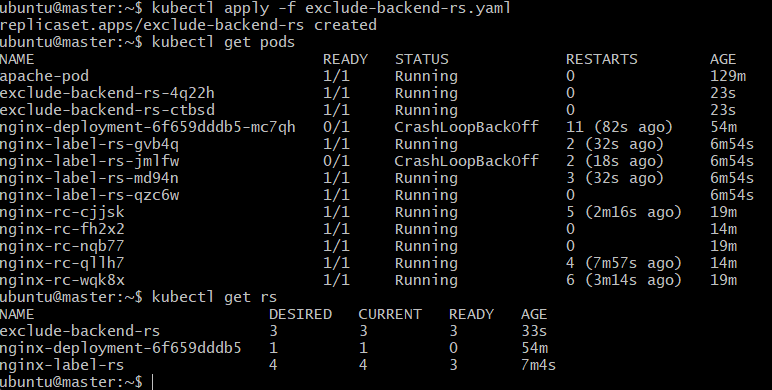 ubuntu@master:~$ kubectl apply -f exclude-backend-rs.yaml
replicaset.apps/exclude-backend-rs created
ubuntu@master:~$ kubectl get pods
NAME READY STATUS RESTARTS AGE
apache-pod 1/1 Running 0 129m
exclude-backend-rs-4q22h 1/1 Running 0 23s
exclude-backend-rs-ctbsd 1/1 Running 0 23s
nginx-deployment-6f659dddb5-mc7qh 0/1 CrashLoopBackOff 11 (82s ago) 54m
nginx-label-rs-gvb4q 1/1 Running 2 (32s ago) 6m54s
nginx-label-rs-jmlfw 0/1 CrashLoopBackOff 2 (18s ago) 6m54s
nginx-label-rs-md94n 1/1 Running 3 (32s ago) 6m54s
nginx-label-rs-qzc6w 1/1 Running 0 6m54s
nginx-rc-cjjsk 1/1 Running 5 (2m16s ago) 19m
nginx-rc-fh2x2 1/1 Running 0 14m
nginx-rc-nqb77 1/1 Running 0 19m
nginx-rc-qllh7 1/1 Running 4 (7m57s ago) 14m
nginx-rc-wqk8x 1/1 Running 6 (3m14s ago) 19m
ubuntu@master:~$ kubectl get rs
NAME DESIRED CURRENT READY AGE
exclude-backend-rs 3 3 3 33s
nginx-deployment-6f659dddb5 1 1 0 54m
nginx-label-rs 4 4 3 7m4s
ubuntu@master:~$